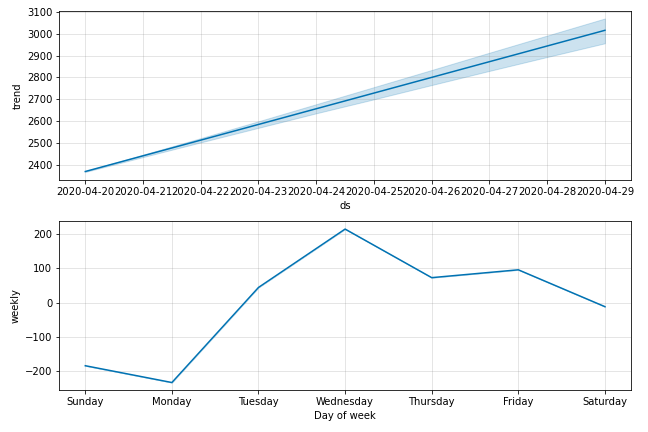 3100
3000
2900
2800
2700
2600
2500
2400
trend
2020-04-20 2020-04-21 2020-04-22 2020-04-23 2020-04-24 2020-04-25 2020-04-26 2020-04-27 2020-04-28 2020-04-29
ds
200
100
0
−100
−200
weekly
Sunday Monday Tuesday Wednesday Thursday Friday Saturday
Day of week